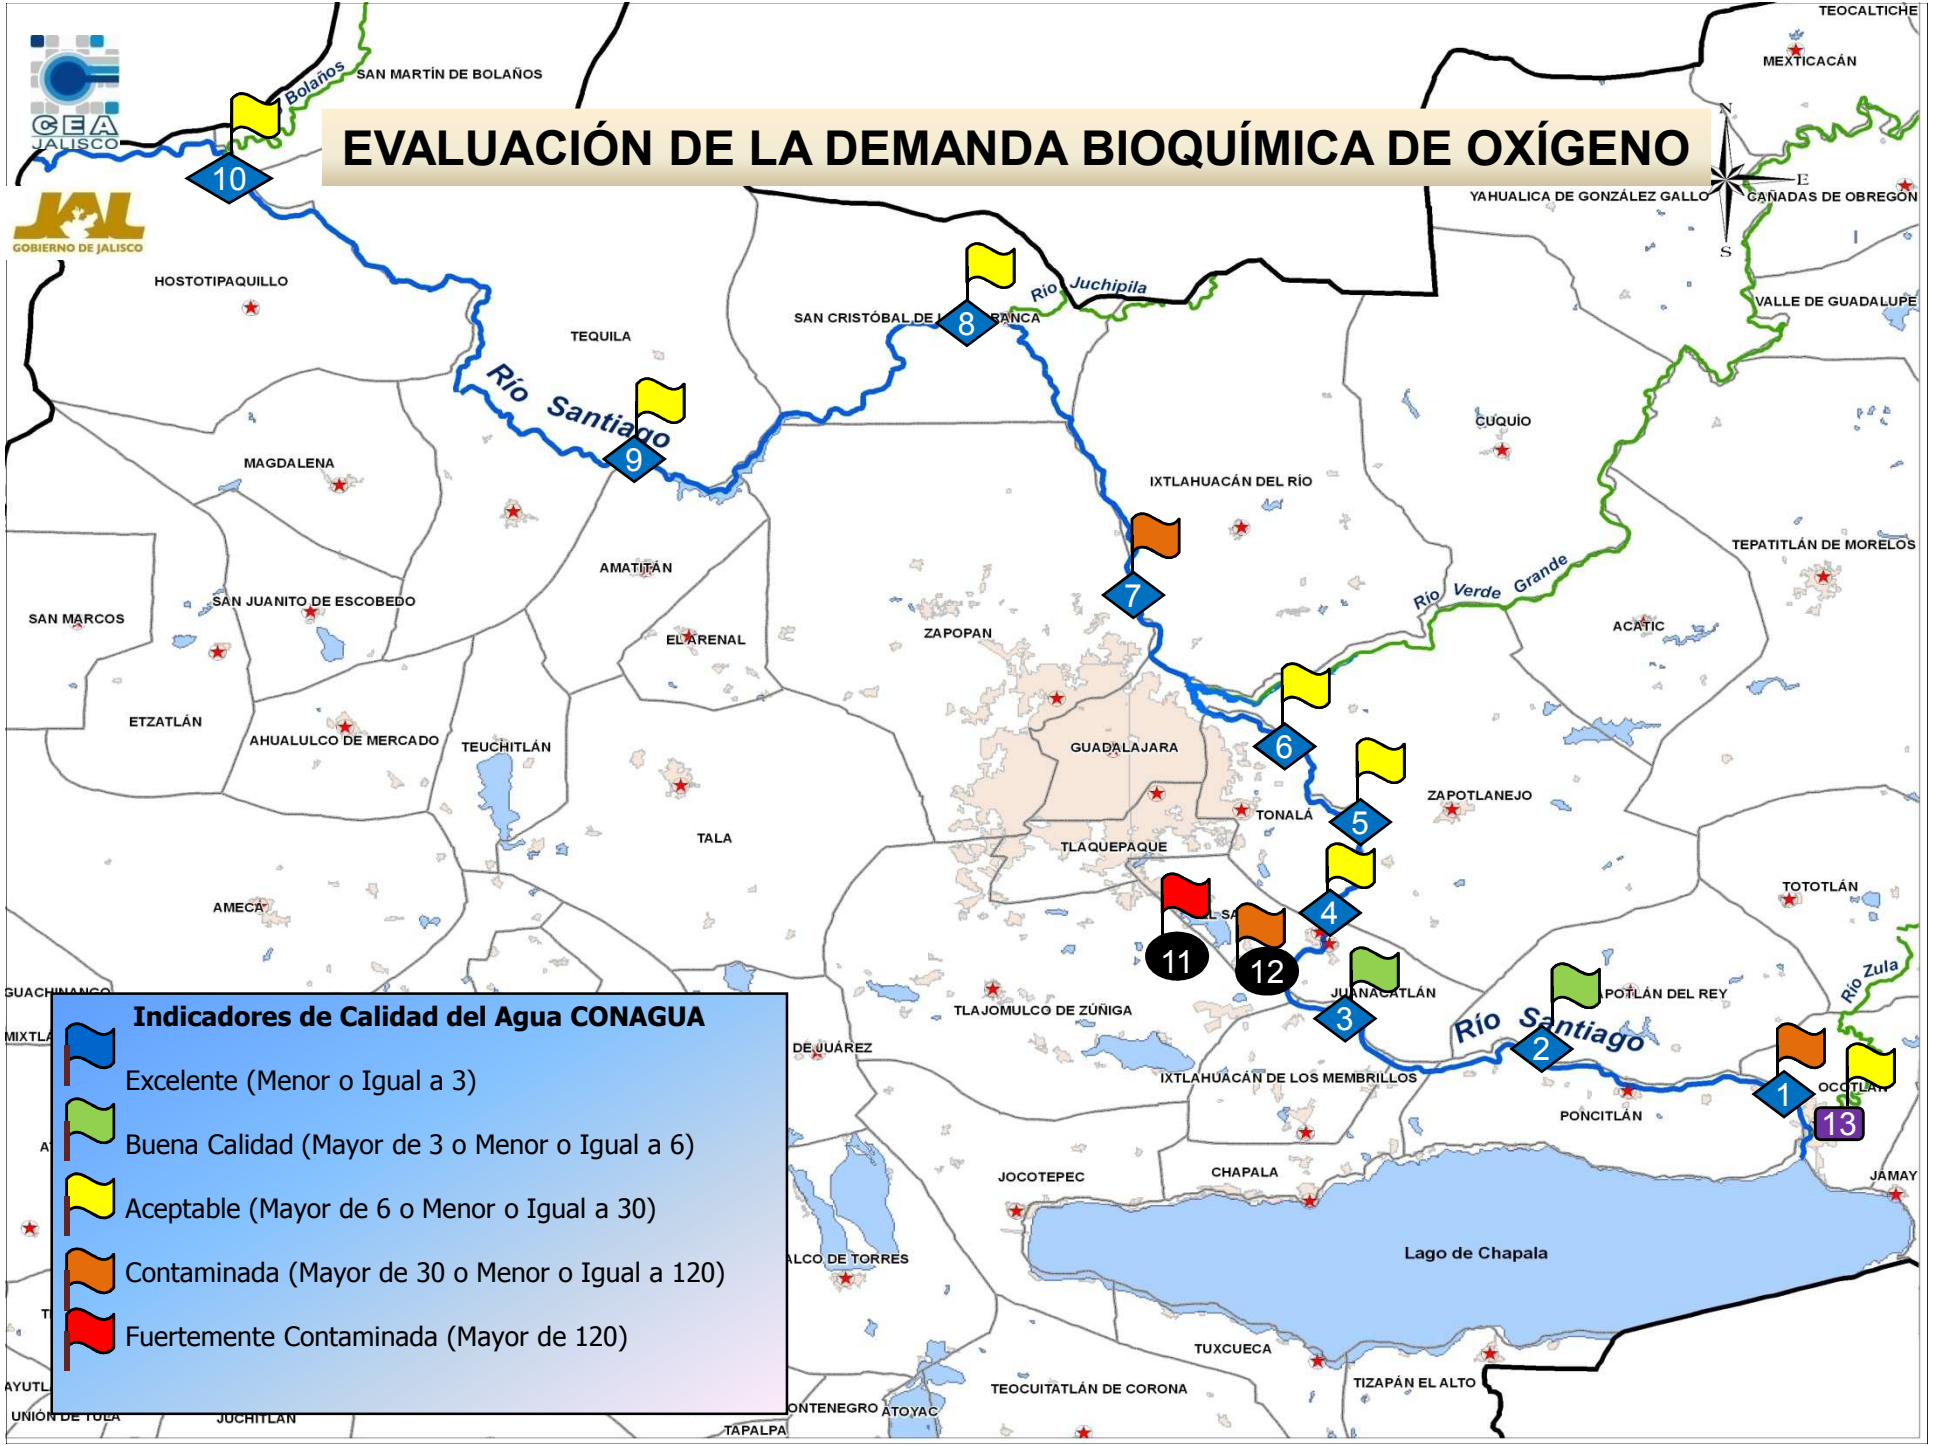 TEOCALTICHE
MEXTICACÁN
SAN MARTÍN DE BOLAÑOS
Bolaños
CEA
JALISCO
EVALUACIÓN DE LA DEMANDA BIOQUÍMICA DE OXÍGENO
N
E
S
10
YAHUALICA DE GONZÁLEZ GALLO
CAÑADAS DE OBREGÓN
JAL
GOBIERNO DE JALISCO
HOSTOTIPAQUILLO
Río Juchipila
VALLE DE GUADALUPE
SAN CRISTÓBAL DE
8
TEQUILA
Río Santiago
9
CUQUÍO
MAGDALENA
IXTLAHUACÁN DEL RÍO
TEPATITLÁN DE MORELOS
AMATITÁN
7
Río Verde Grande
SAN JUANITO DE ESCOBEDO
SAN MARCOS
EL ARENAL
ZAPOPAN
ACATIC
ETZATLÁN
AHUALULCO DE MERCADO
TEUCHITLÁN
GUADALAJARA
6
ZAPOTLANEJO
TONALÁ
5
TALA
TLAQUEPAQUE
TOTOTLÁN
AMECA
4
11
12
Río Zula
JUANACATLÁN
TLAJOMULCO DE ZÚÑIGA
3
Río Santiago
2
DE JUÁREZ
IXTLAHUACÁN DE LOS MEMBRILLOS
PONCITLÁN
1
OCOTLÁN
13
GUACHINANGO
Indicadores de Calidad del Agua CONAGUA
Excelente (Menor o Igual a 3)
Buena Calidad (Mayor de 3 o Menor o Igual a 6)
Aceptable (Mayor de 6 o Menor o Igual a 30)
Contaminada (Mayor de 30 o Menor o Igual a 120)
Fuertemente Contaminada (Mayor de 120)
JOCOTEPEC
CHAPALA
JAMAY
Lago de Chapala
DE TORRES
TUXCUECA
TIZAPÁN EL ALTO
TEOCUITATLÁN DE CORONA
ATOYAC
UNIÓN DE TULA
JUCHITLÁN
TAPALPA